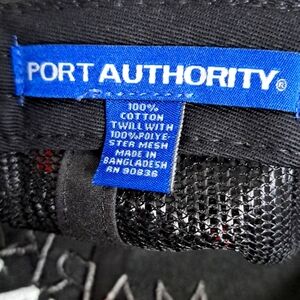 PORT AUTHORITY®
100%
COTTON
TWILL WITH
100% POLYE
STER MESH
MADE IN
BANGLADESH
RN 90836